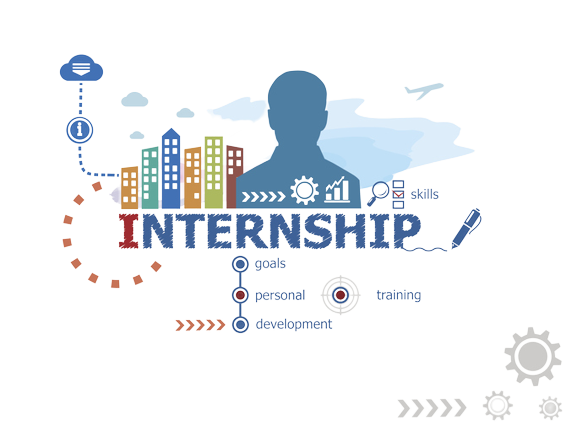 skills
INTERNSHIP
goals
personal
training
development